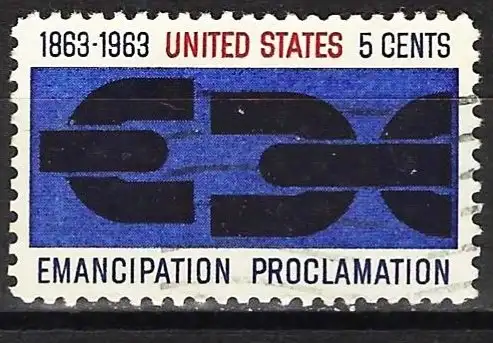 1863-1963 UNITED STATES 5 CENTS
EMANCIPATION PROCLAMATION